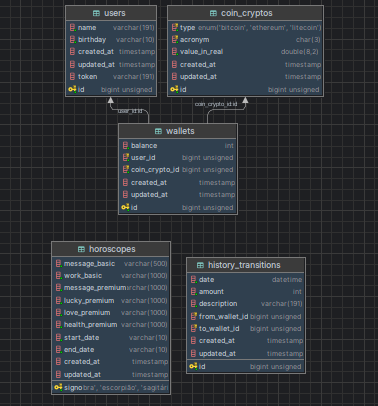 users
name varchar(191)
birthday varchar(10)
created_at timestamp
updated_at timestamp
token varchar(191)
id bigint unsigned
coin_cryptos
type enum('bitcoin', 'ethereum', 'litecoin')
acronym char(3)
value_in_real double(8,2)
created_at timestamp
updated_at timestamp
id bigint unsigned
user_id:id
coin_crypto_id:id
wallets
balance int
user_id bigint unsigned
coin_crypto_id bigint unsigned
created_at timestamp
updated_at timestamp
id bigint unsigned
horoscopes
message_basic varchar(500)
work_basic varchar(1000)
message_premium varchar(1000)
lucky_premium varchar(1000)
love_premium varchar(1000)
health_premium varchar(1000)
start_date varchar(10)
end_date varchar(10)
created_at timestamp
updated_at timestamp
signo bra', 'escorpião', 'sagitári
history_transitions
date datetime
amount int
description varchar(191)
from_wallet_id bigint unsigned
to_wallet_id bigint unsigned
created_at timestamp
updated_at timestamp
id bigint unsigned